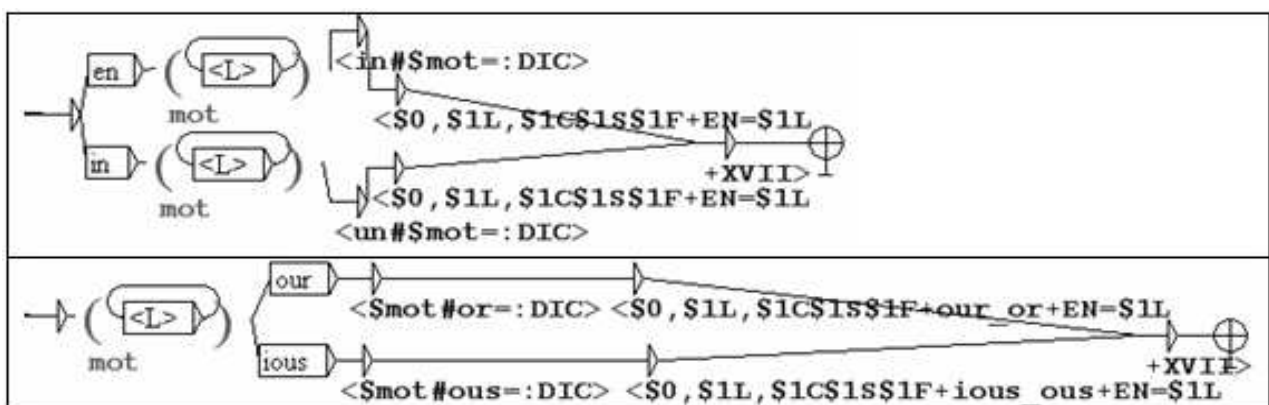 <in#$mot=:DIC>
en ( <L> )
mot
<$0,$1L,$1C$1S$1F+EN=$1L
in ( <L> )
+XVII>
mot
<$0,$1L,$1C$1S$1F+EN=$1L
<un#$mot=:DIC>
our
( <L> )
<$mot#or=:DIC> <$0,$1L,$1C$1S$1F+our_or+EN=$1L
mot
ious
+XVII>
<$mot#ous=:DIC> <$0,$1L,$1C$1S$1F+ious_ous+EN=$1L